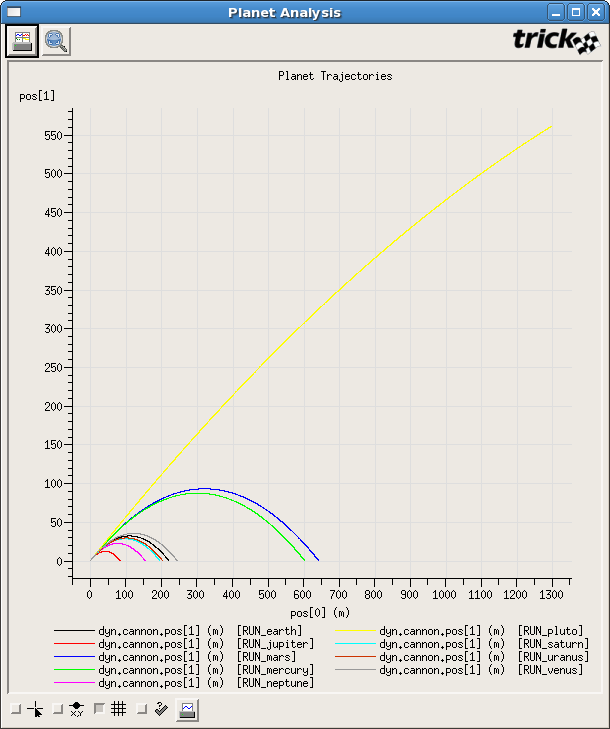 Planet Analysis
trick
Planet Trajectories
pos[1]
550
500
450
400
350
300
250
200
150
100
50
0
0 100 200 300 400 500 600 700 800 900 1000 1100 1200 1300
pos[0] (m)
dyn.cannon.pos[1] (m) [RUN_earth]
dyn.cannon.pos[1] (m) [RUN_jupiter]
dyn.cannon.pos[1] (m) [RUN_mars]
dyn.cannon.pos[1] (m) [RUN_mercury]
dyn.cannon.pos[1] (m) [RUN_neptune]
dyn.cannon.pos[1] (m) [RUN_pluto]
dyn.cannon.pos[1] (m) [RUN_saturn]
dyn.cannon.pos[1] (m) [RUN_uranus]
dyn.cannon.pos[1] (m) [RUN_venus]
X,Y